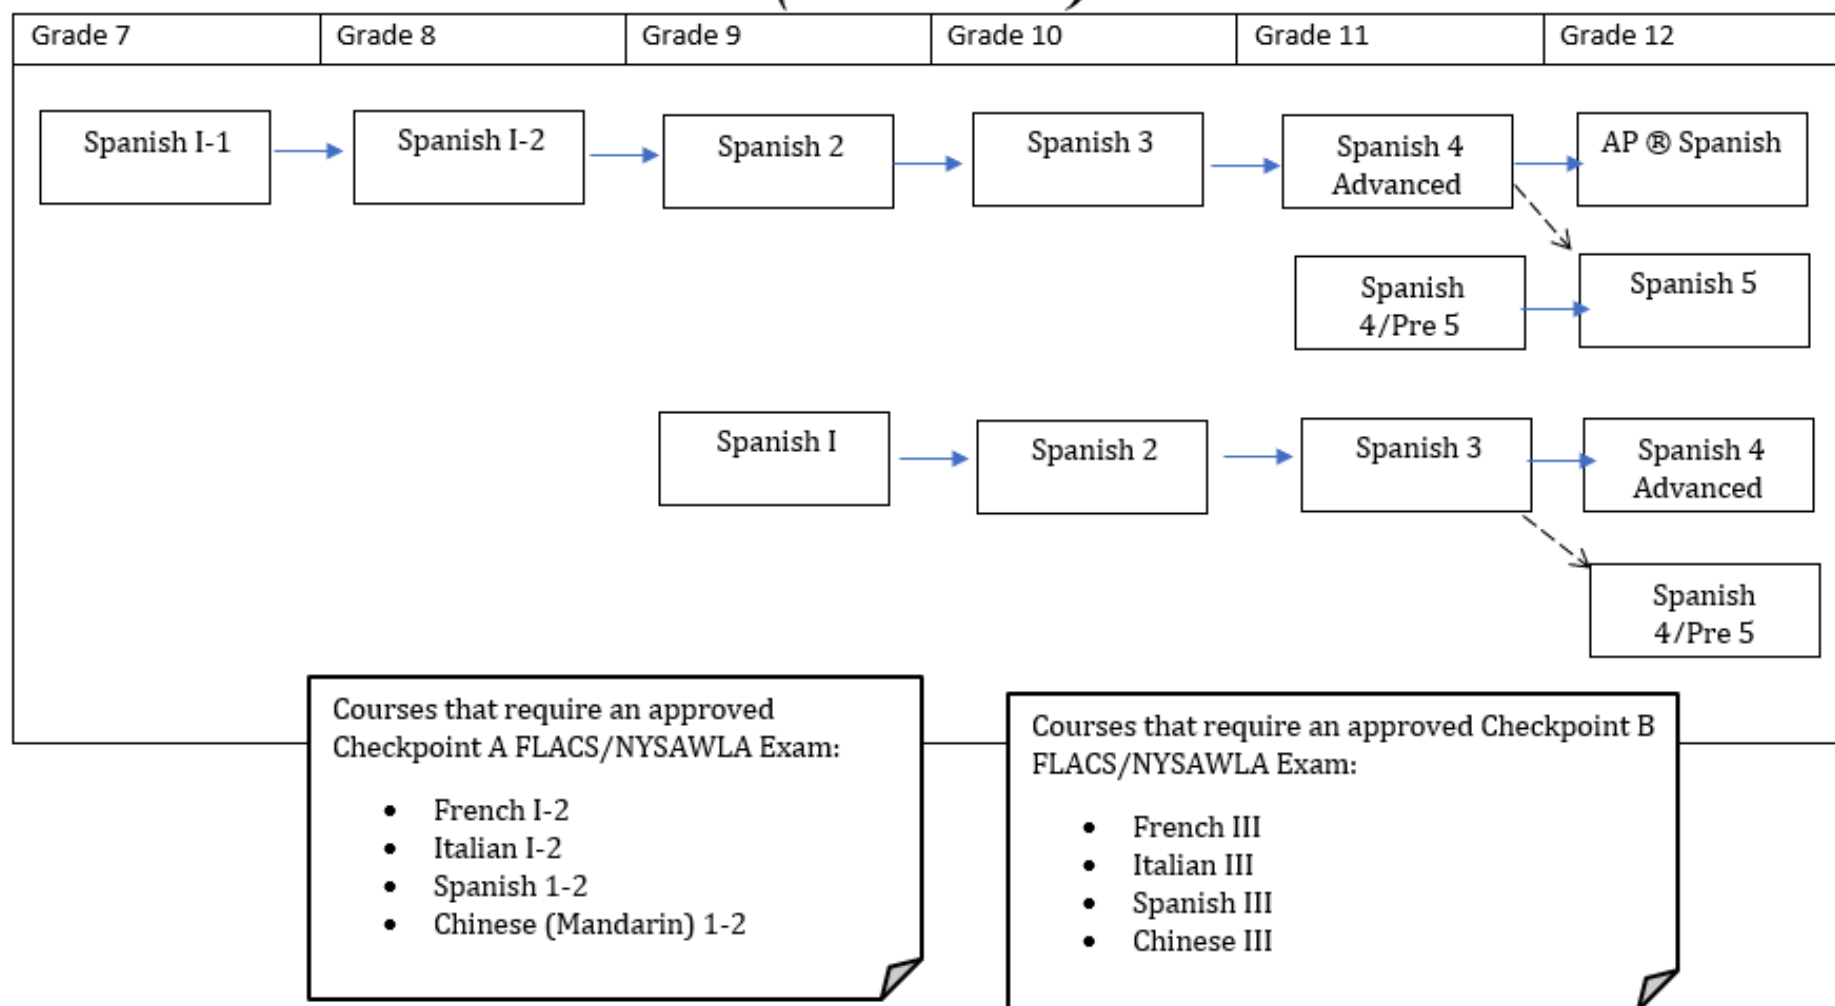 Grade 7
Grade 8
Grade 9
Grade 10
Grade 11
Grade 12
Spanish I-1
Spanish I-2
Spanish 2
Spanish 3
Spanish 4
Advanced
AP ® Spanish
Spanish
4/Pre 5
Spanish 5
Spanish I
Spanish 2
Spanish 3
Spanish 4
Advanced
Spanish
4/Pre 5
Courses that require an approved
Checkpoint A FLACS/NYSAWLA Exam:
• French I-2
• Italian I-2
• Spanish 1-2
• Chinese (Mandarin) 1-2
Courses that require an approved Checkpoint B
FLACS/NYSAWLA Exam:
• French III
• Italian III
• Spanish III
• Chinese III